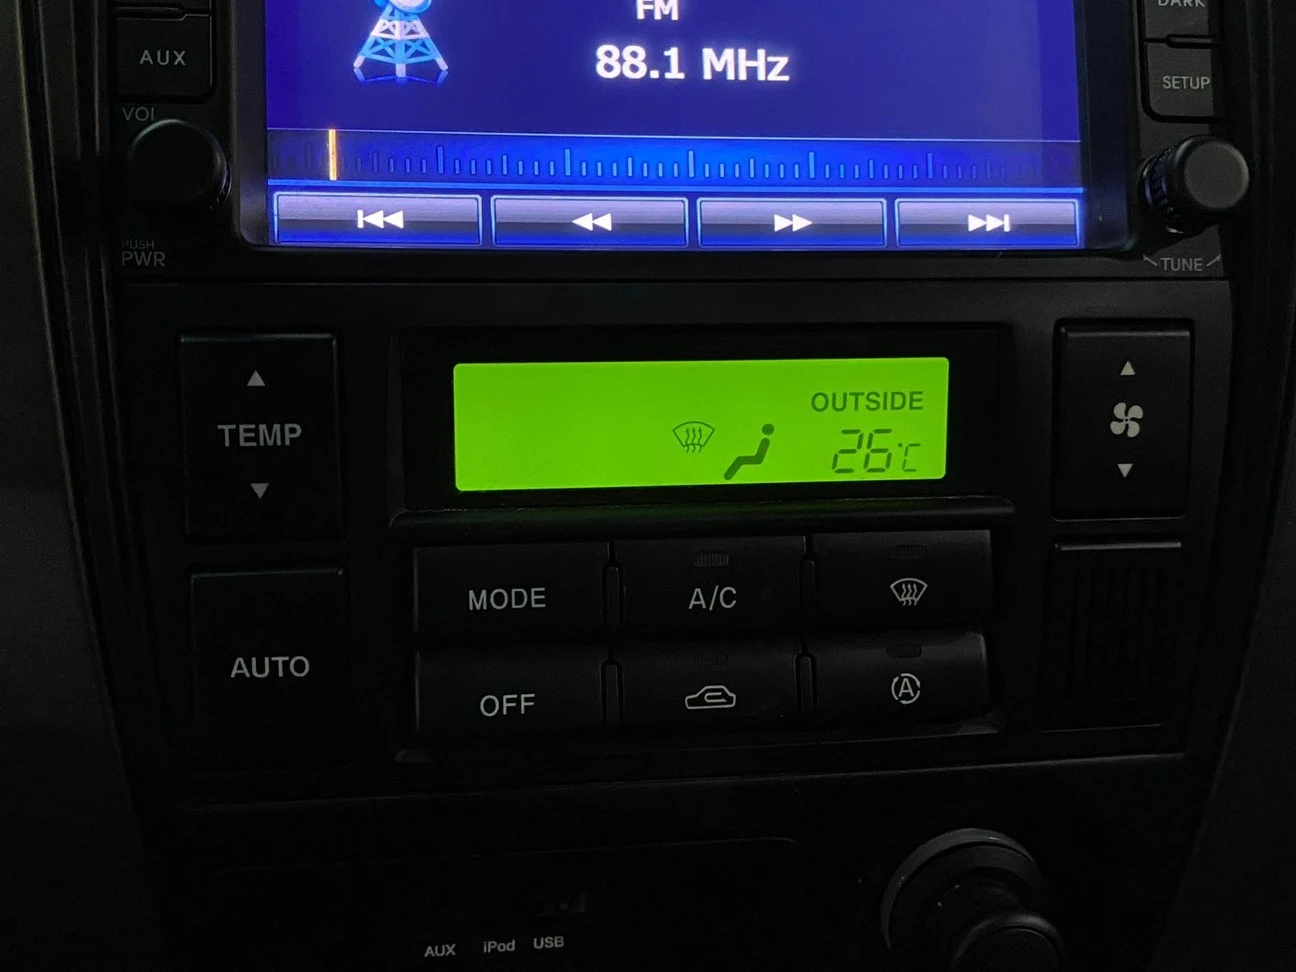 DARK
FM
AUX
88.1 MHz
SETUP
VOL
PUSH
PWR
TUNE
OUTSIDE
26°C
TEMP
MODE
A/C
AUTO
OFF
A
AUX
iPod
USB